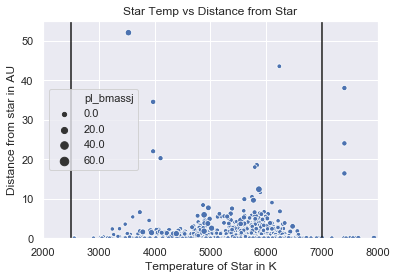 Star Temp vs Distance from Star
50
40
30
20
10
0
Distance from star in AU
pl_bmassj
0.0
20.0
40.0
60.0
2000 3000 4000 5000 6000 7000 8000
Temperature of Star in K